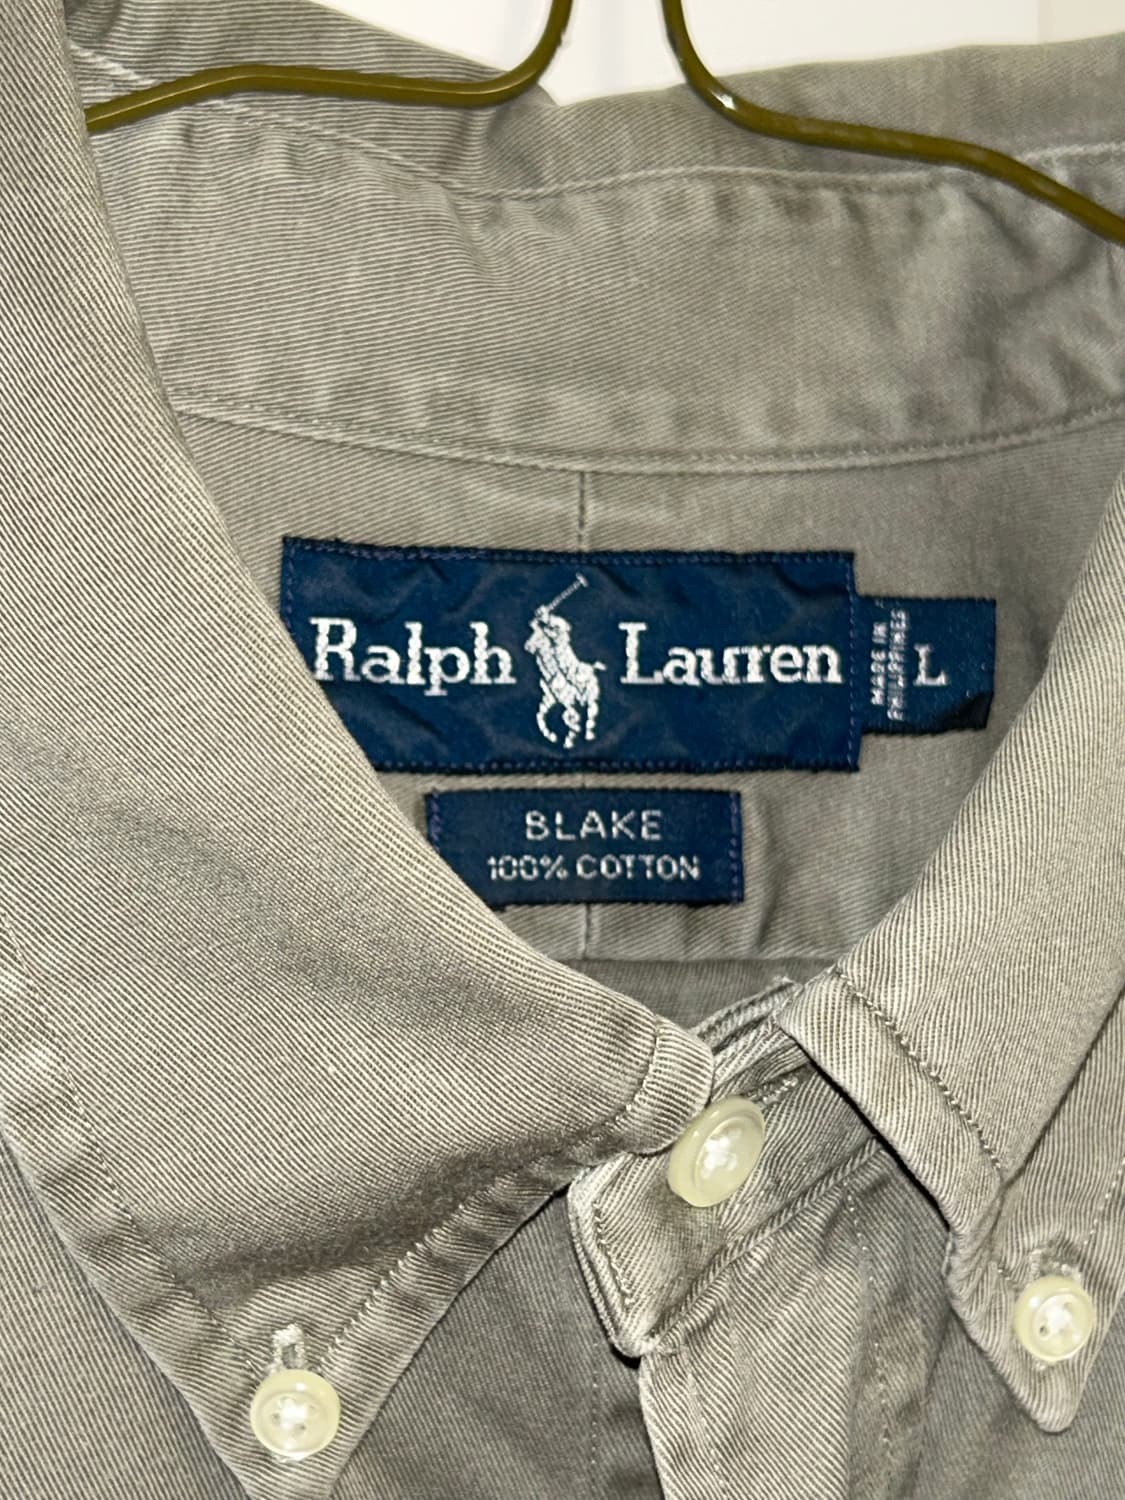 Ralph Lauren
MADE IN
PHILIPPINES
L
BLAKE
100% COTTON